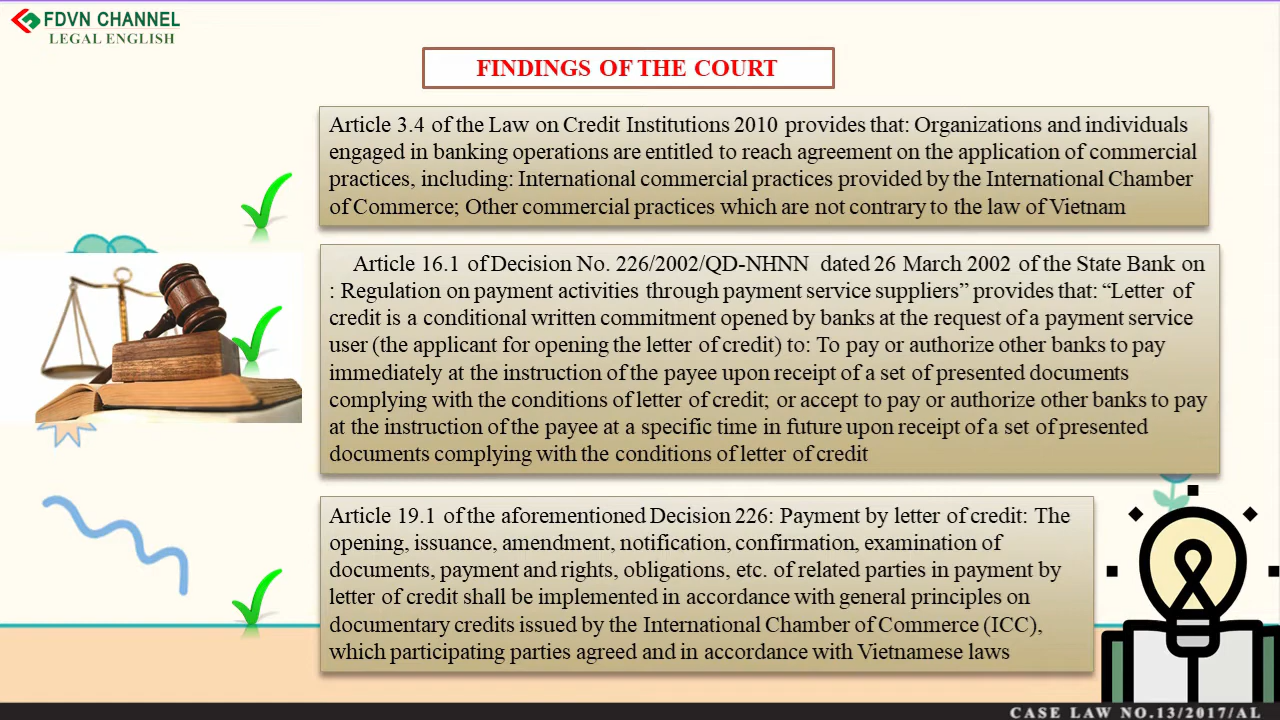 FDVN CHANNEL
LEGAL ENGLISH
FINDINGS OF THE COURT
Article 3.4 of the Law on Credit Institutions 2010 provides that: Organizations and individuals
engaged in banking operations are entitled to reach agreement on the application of commercial
practices, including: International commercial practices provided by the International Chamber
of Commerce; Other commercial practices which are not contrary to the law of Vietnam
Article 16.1 of Decision No. 226/2002/QD-NHNN dated 26 March 2002 of the State Bank on
: Regulation on payment activities through payment service suppliers” provides that: “Letter of
credit is a conditional written commitment opened by banks at the request of a payment service
user (the applicant for opening the letter of credit) to: To pay or authorize other banks to pay
immediately at the instruction of the payee upon receipt of a set of presented documents
complying with the conditions of letter of credit; or accept to pay or authorize other banks to pay
at the instruction of the payee at a specific time in future upon receipt of a set of presented
documents complying with the conditions of letter of credit
Article 19.1 of the aforementioned Decision 226: Payment by letter of credit: The
opening, issuance, amendment, notification, confirmation, examination of
documents, payment and rights, obligations, etc. of related parties in payment by
letter of credit shall be implemented in accordance with general principles on
documentary credits issued by the International Chamber of Commerce (ICC),
which participating parties agreed and in accordance with Vietnamese laws
CASE LAW NO.13/2017/AL